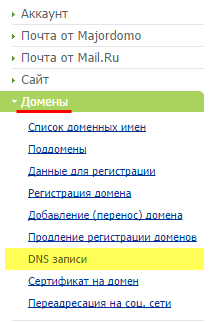 Аккаунт
Почта от Majordomo
Почта от Mail.Ru
Сайт
Домены
Список доменных имен
Поддомены
Данные для регистрации
Регистрация домена
Добавление (перенос) домена
Продление регистрации доменов
DNS записи
Сертификат на домен
Переадресация на соц. сети